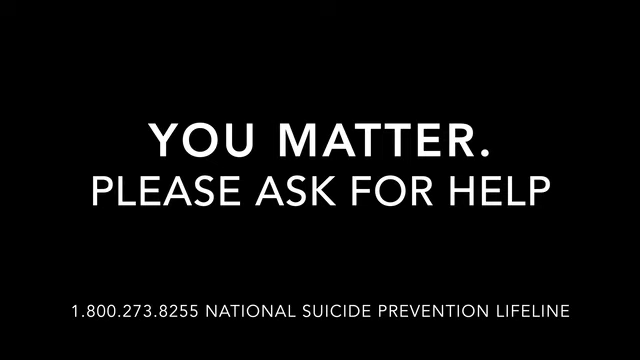 YOU MATTER.
PLEASE ASK FOR HELP
1.800.273.8255 NATIONAL SUICIDE PREVENTION LIFELINE